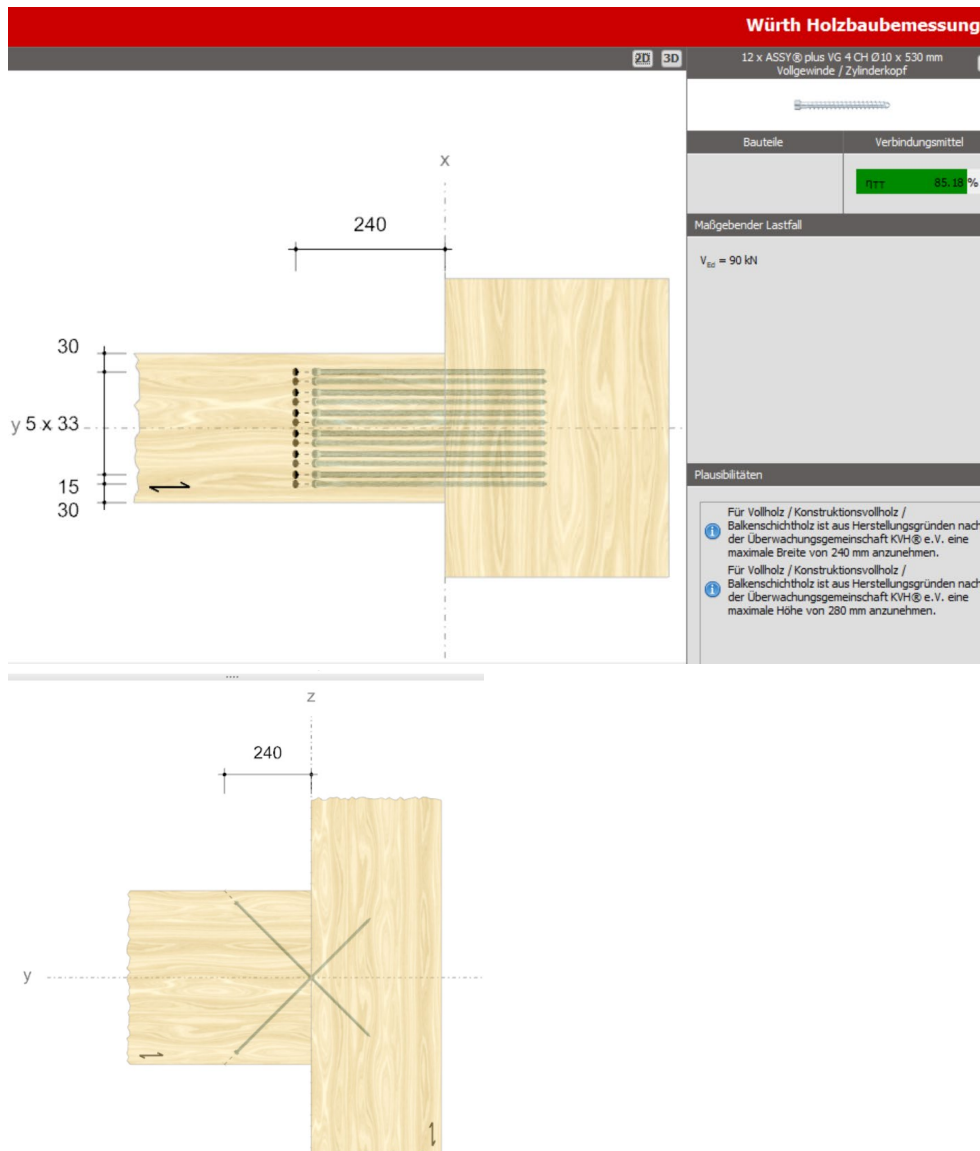 Würth Holzbaubemessung
2D 3D
12 x ASSY® plus VG 4 CH Ø10 x 530 mm
Vollgewinde / Zylinderkopf
Bauteile Verbindungsmittel
ηTT 85.18 %
Maßgebender Lastfall
VEd = 90 kN
x
240
30
y 5 x 33
15
30
Plausibilitäten
Für Vollholz / Konstruktionsvollholz /
Balkenschichtholz ist aus Herstellungsgründen nach
der Überwachungsgemeinschaft KVH® e.V. eine
maximale Breite von 240 mm anzunehmen.
Für Vollholz / Konstruktionsvollholz /
Balkenschichtholz ist aus Herstellungsgründen nach
der Überwachungsgemeinschaft KVH® e.V. eine
maximale Höhe von 280 mm anzunehmen.
z
240
y